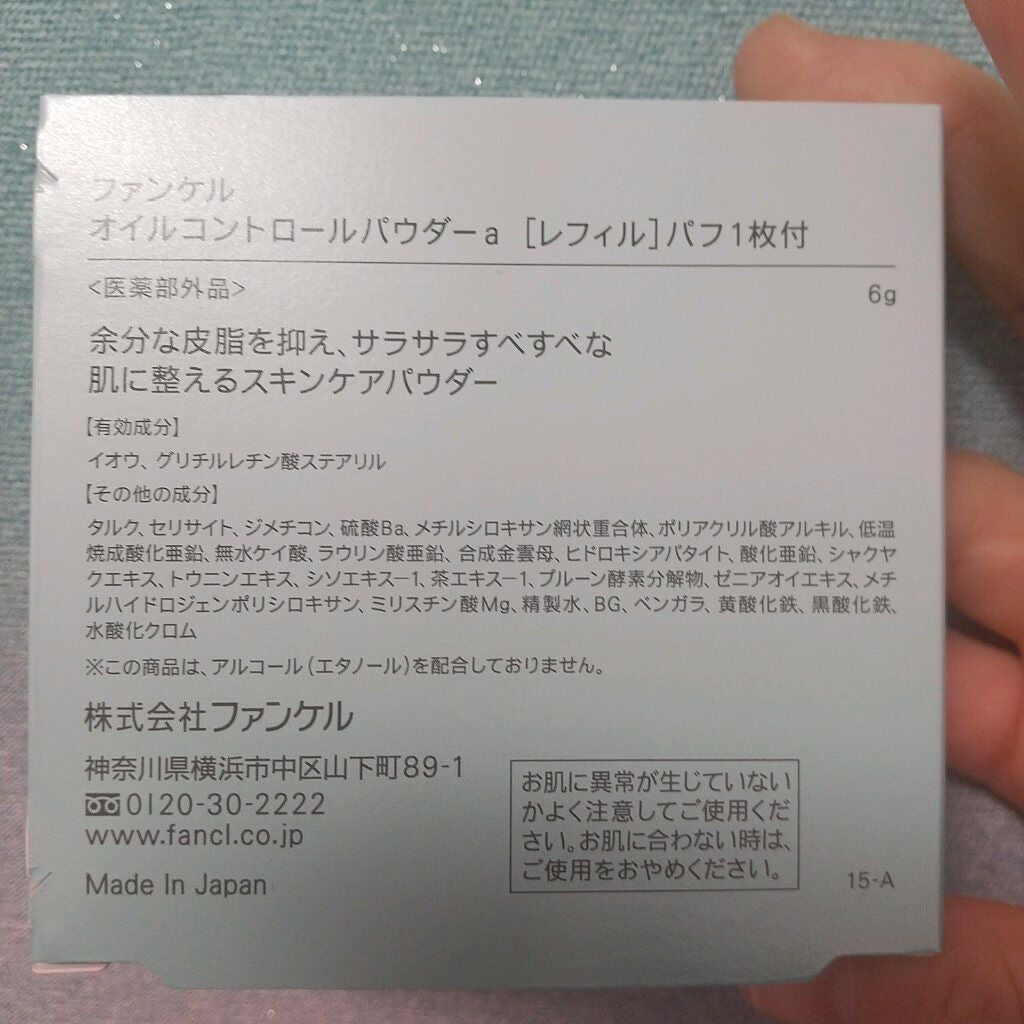 ファンケル
オイルコントロールパウダーa [レフィル]パフ1枚付
<医薬部外品>
6g
余分な皮脂を抑え、サラサラすべすべな
肌に整えるスキンケアパウダー
【有効成分】
イオウ、グリチルレチン酸ステアリル
【その他の成分】
タルク、セリサイト、ジメチコン、硫酸Ba、メチルシロキサン網状重合体、ポリアクリル酸アルキル、低温
焼成酸化亜鉛、無水ケイ酸、ラウリン酸亜鉛、合成金雲母、ヒドロキシアパタイト、酸化亜鉛、シャクヤ
クエキス、トウニンエキス、シソエキス-1、茶エキス-1、プルーン酵素分解物、ゼニアオイエキス、メチ
ルハイドロジェンポリシロキサン、ミリスチン酸Mg、精製水、BG、ベンガラ、黄酸化鉄、黒酸化鉄、
水酸化クロム
※この商品は、アルコール(エタノール)を配合しておりません。
株式会社ファンケル
神奈川県横浜市中区山下町89-1
0120-30-2222
www.fancl.co.jp
Made In Japan
お肌に異常が生じていない
かよく注意してご使用くだ
さい。お肌に合わない時は、
ご使用をおやめください。
15-A